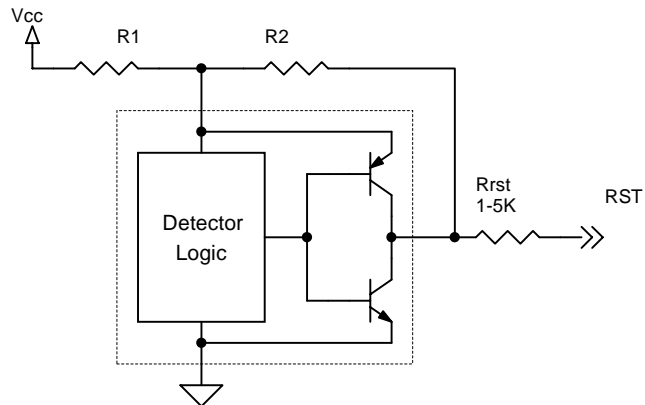 Vcc
R1
R2
Detector
Logic
Rrst
1-5K
RST